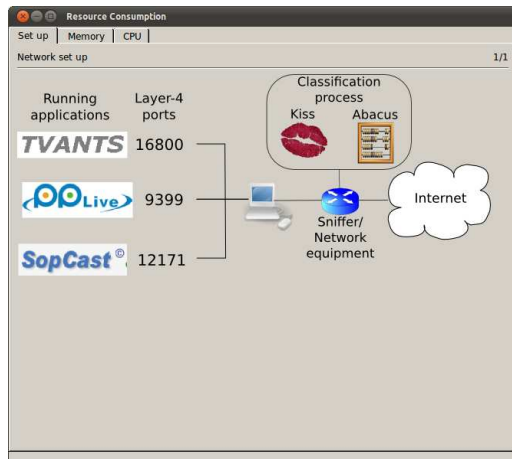 Resource Consumption
Set up Memory CPU
Network set up 1/1
Classification
process
Kiss Abacus
Running
applications
Layer-4
ports
TVANTS 16800
PPLive 9399
SopCast © 12171
Sniffer/
Network
equipment
Internet